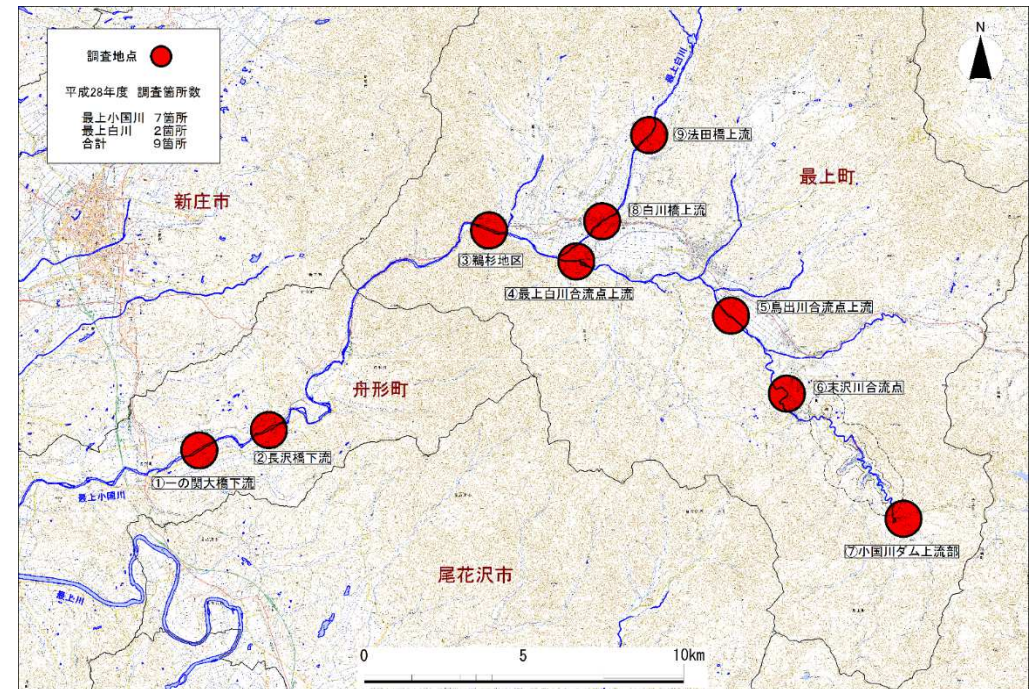 調査地点
平成28年度 調査箇所数
最上小国川 7箇所
最上白川 2箇所
合計 9箇所
N
最上白川
⑨法田橋上流
最上町
新庄市
⑧白川橋上流
③鵜杉地区
④最上白川合流点上流
⑤鳥出川合流点上流
舟形町
⑥末沢川合流点
②長沢橋下流
①一の関大橋下流
最上小国川
⑦小国川ダム上流部
尾花沢市
最上川
0 5 10km